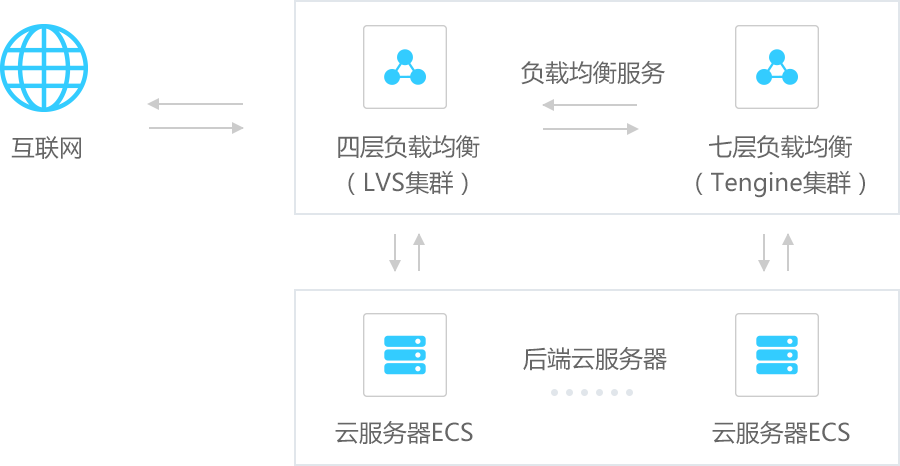 互联网
负载均衡服务
四层负载均衡
（LVS集群）
七层负载均衡
（Tengine集群）
后端云服务器
云服务器ECS
云服务器ECS